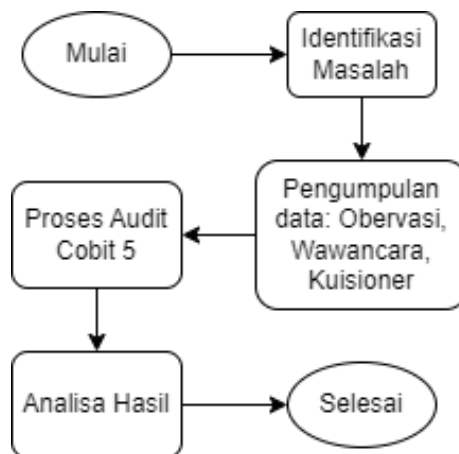 Mulai
Identifikasi
Masalah
Pengumpulan
data: Obervasi,
Wawancara,
Kuisioner
Proses Audit
Cobit 5
Analisa Hasil
Selesai